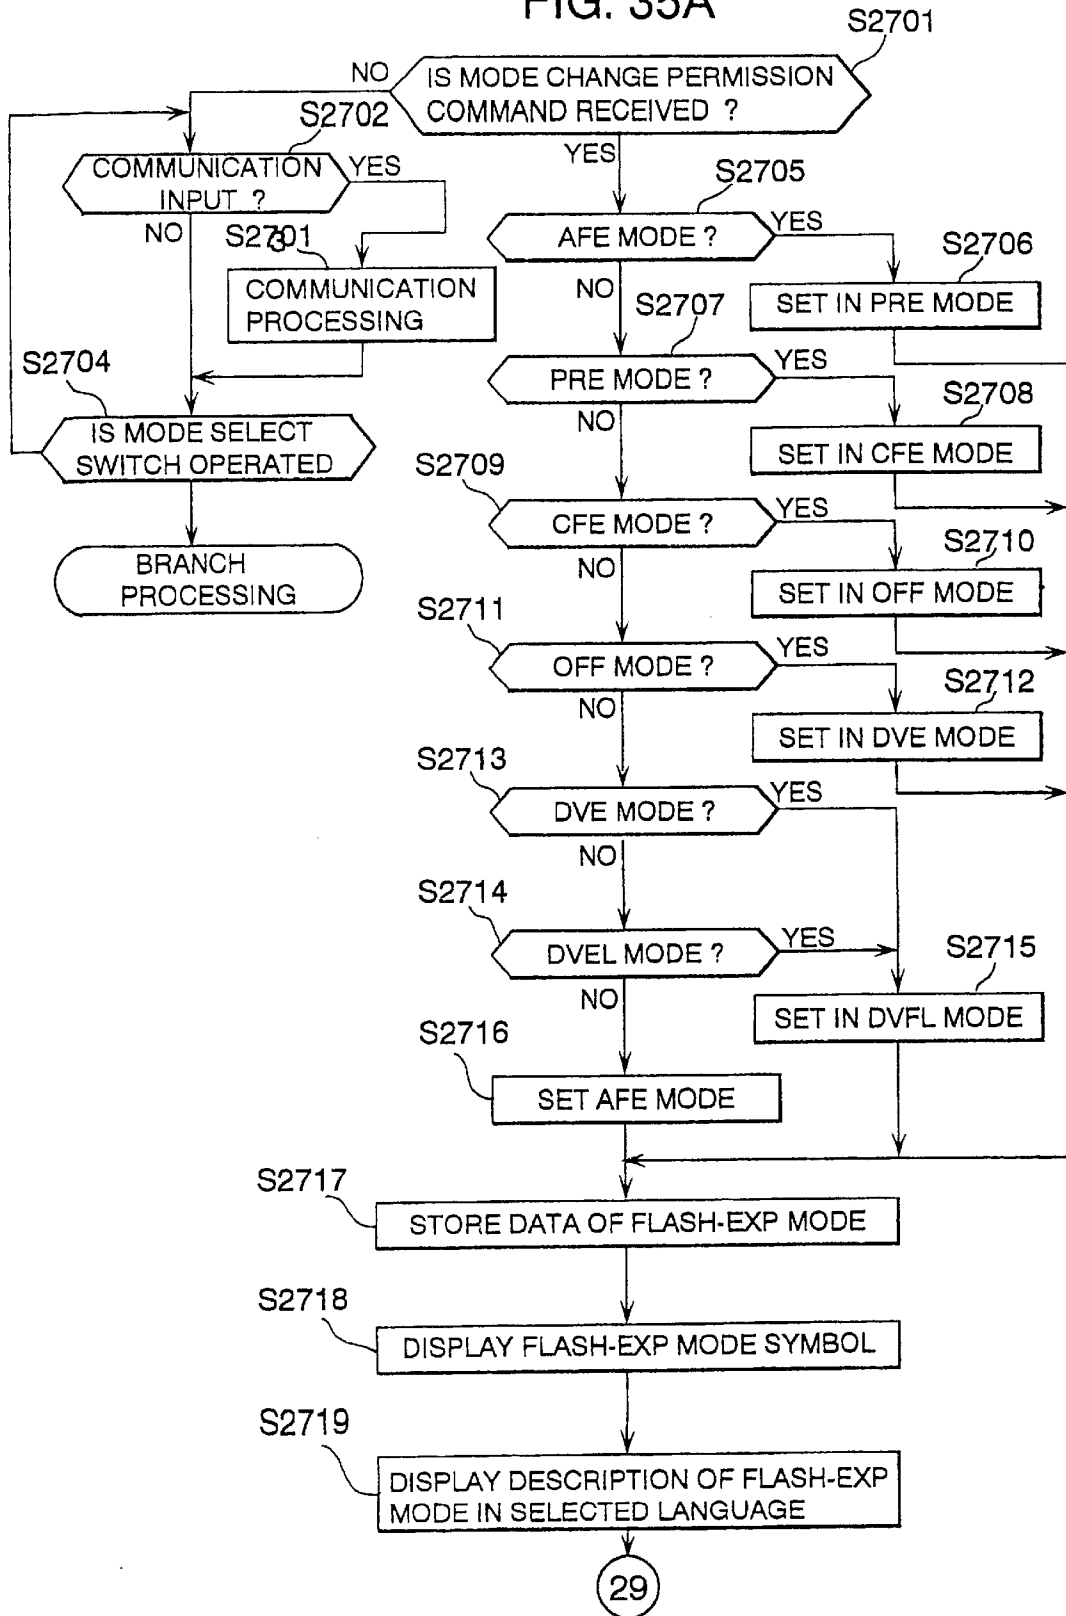 FIG. 35A
S2701
IS MODE CHANGE PERMISSION
COMMAND RECEIVED ?
NO
YES
S2702
COMMUNICATION
INPUT ?
YES
NO
S2701
3
COMMUNICATION
PROCESSING
S2704
IS MODE SELECT
SWITCH OPERATED
BRANCH
PROCESSING
S2705
AFE MODE ?
YES
NO
S2706
SET IN PRE MODE
S2707
PRE MODE ?
YES
NO
S2708
SET IN CFE MODE
S2709
CFE MODE ?
YES
NO
S2710
SET IN OFF MODE
S2711
OFF MODE ?
YES
NO
S2712
SET IN DVE MODE
S2713
DVE MODE ?
YES
NO
S2714
DVEL MODE ?
YES
NO
S2715
SET IN DVFL MODE
S2716
SET AFE MODE
S2717
STORE DATA OF FLASH-EXP MODE
S2718
DISPLAY FLASH-EXP MODE SYMBOL
S2719
DISPLAY DESCRIPTION OF FLASH-EXP
MODE IN SELECTED LANGUAGE
29